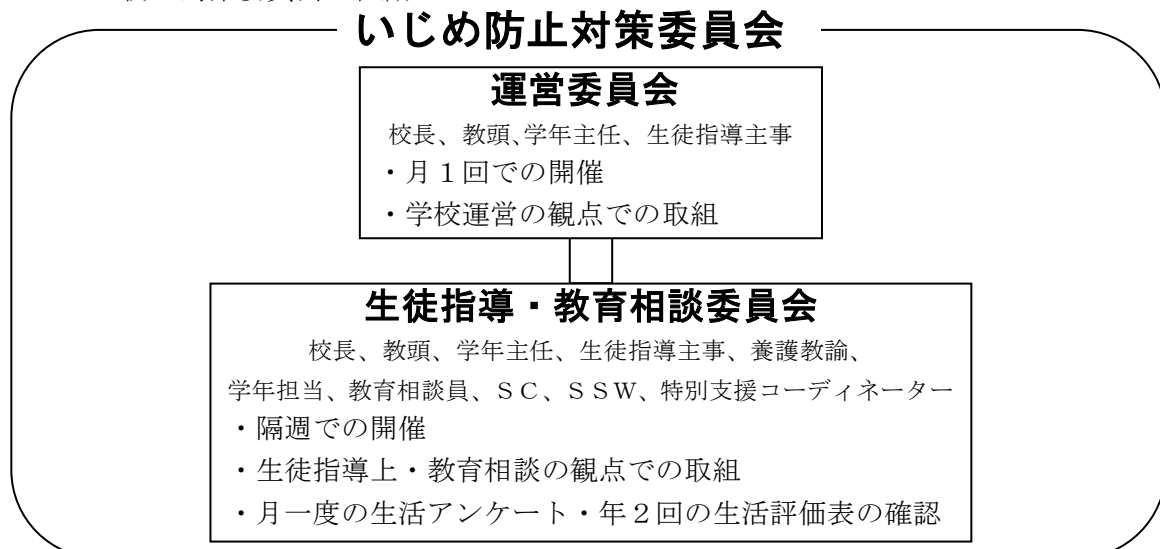 いじめ防止対策委員会
運営委員会
校長、教�、学年主任、生徒指導主事
・月１回での開催
・学校運営の観点での取組
生徒指導・教育相談委員会
校長、教頭、学年主任、生徒指導主事、養護教諭、
学年担当、教育相談員、ＳＣ、ＳＳＷ、特別支援コーディネーター
・隔週での開催
・生徒指導上・教育相談の観点での取組
・月一度の生活アンケート・年２回の生活評価表の確認